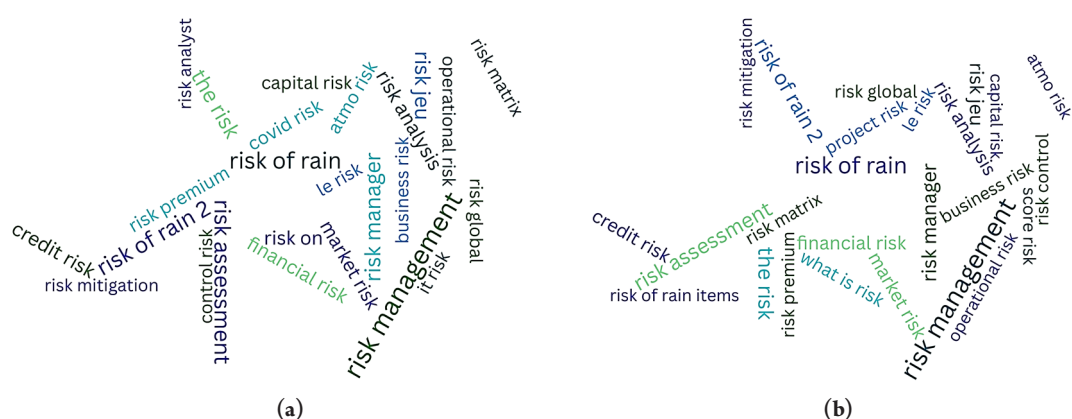 risk analyst
the risk
capital risk
covid risk
atmo risk
risk analysis
risk jeu
operational risk
risk matrix
risk of rain
risk premium
le risk
risk manager
business risk
risk global
credit risk
risk of rain 2
risk mitigation
control risk
risk assessment
risk on
financial risk
market risk
risk management
it risk
(a)
risk mitigation
risk of rain 2
risk global
project risk
le risk
risk analysis
risk jeu
capital risk
atmo risk
risk of rain
risk manager
business risk
risk control
score risk
credit risk
risk assessment
risk matrix
risk of rain items
the risk
risk premium
financial risk
what is risk
market risk
risk management
operational risk
(b)